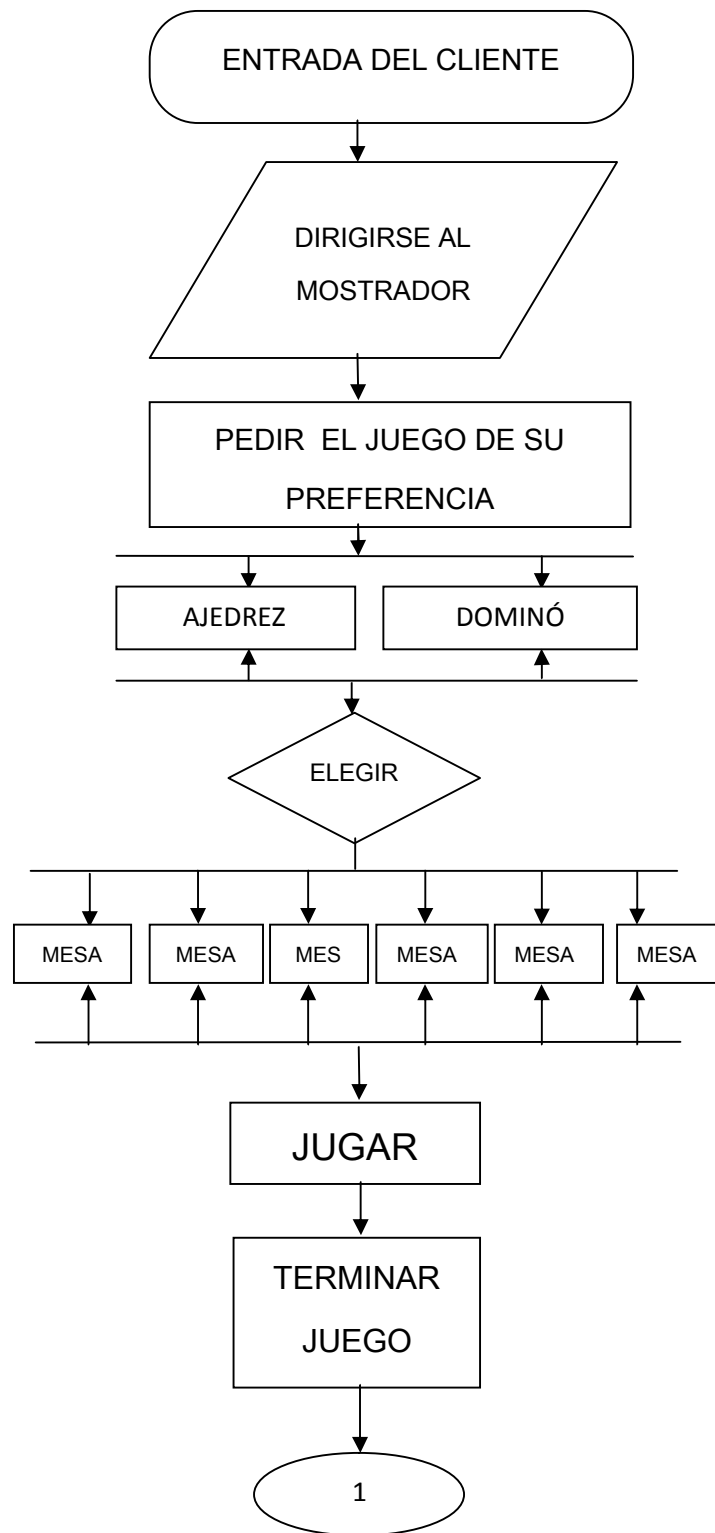 ENTRADA DEL CLIENTE
DIRIGIRSE AL
MOSTRADOR
PEDIR EL JUEGO DE SU
PREFERENCIA
AJEDREZ
DOMINÓ
ELEGIR
MESA
MESA
MES
MESA
MESA
MESA
JUGAR
TERMINAR
JUEGO
1